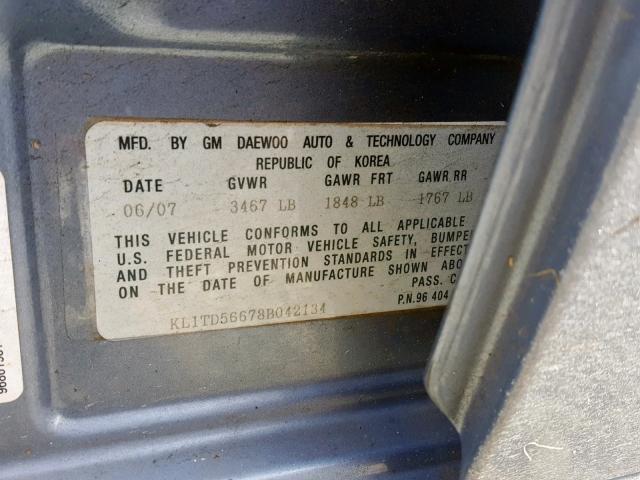 MFD. BY GM DAEWOO AUTO & TECHNOLOGY COMPANY
REPUBLIC OF KOREA
DATE GVWR GAWR FRT GAWR RR
06/07 3467 LB 1848 LB 1767 LB
THIS VEHICLE CONFORMS TO ALL APPLICABLE
U.S. FEDERAL MOTOR VEHICLE SAFETY, BUMPE
AND THEFT PREVENTION STANDARDS IN EFFECT
ON THE DATE OF MANUFACTURE SHOWN ABO
PASS. C
P.N.96 404
KL1TD56678B042134